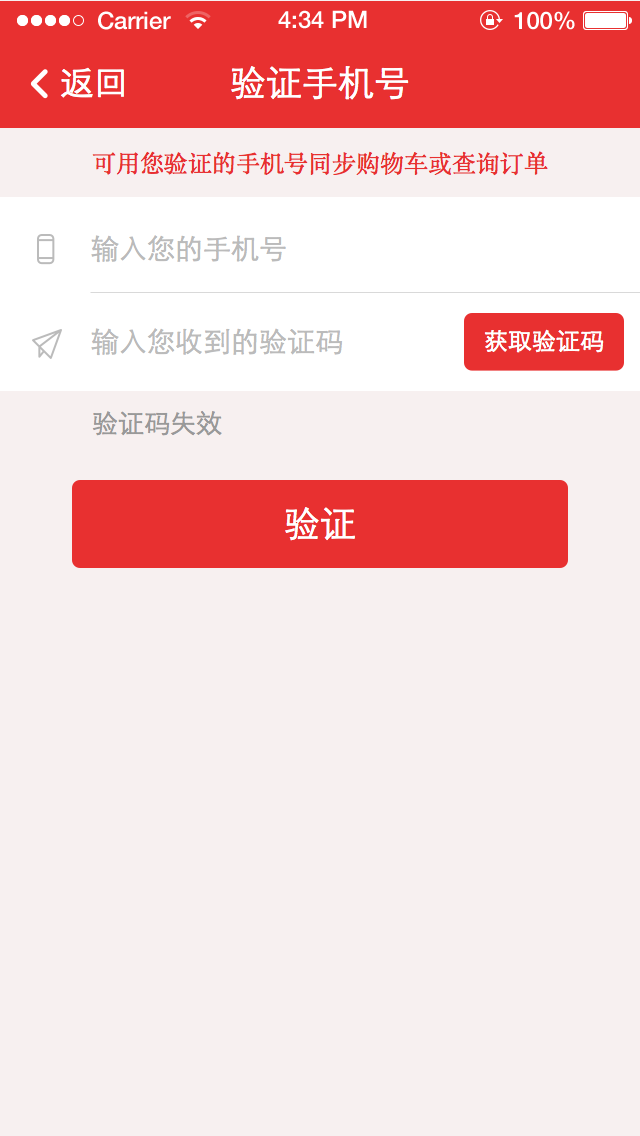 Carrier 4:34 PM 100%
返回 验证手机号
可用您验证的手机号同步购物车或查询订单
输入您的手机号
输入您收到的验证码 获取验证码
验证码失效
验证